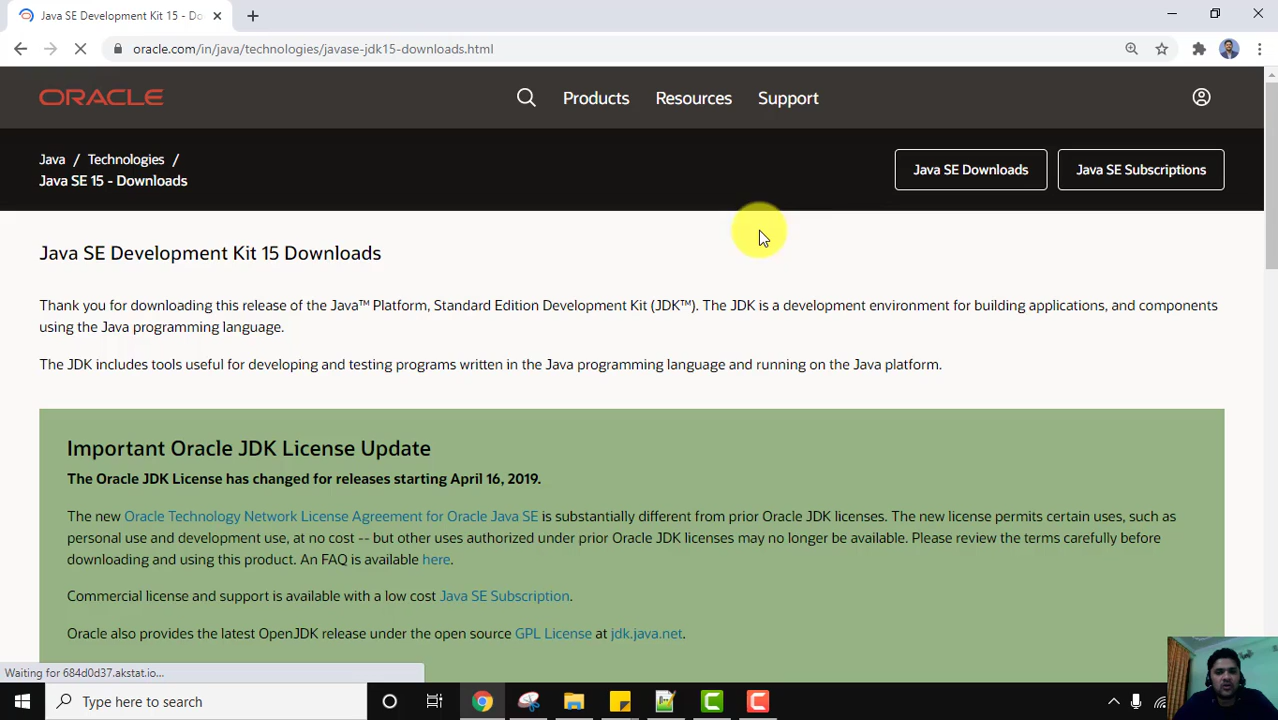 Java SE Development Kit 15 - Do
oracle.com/in/java/technologies/javase-jdk15-downloads.html
ORACLE
Products
Resources
Support
Java / Technologies /
Java SE 15 - Downloads
Java SE Downloads
Java SE Subscriptions
Java SE Development Kit 15 Downloads
Thank you for downloading this release of the Java™ Platform, Standard Edition Development Kit (JDK™). The JDK is a development environment for building applications, and components
using the Java programming language.
The JDK includes tools useful for developing and testing programs written in the Java programming language and running on the Java platform.
Important Oracle JDK License Update
The Oracle JDK License has changed for releases starting April 16, 2019.
The new Oracle Technology Network License Agreement for Oracle Java SE is substantially different from prior Oracle JDK licenses. The new license permits certain uses, such as
personal use and development use, at no cost -- but other uses authorized under prior Oracle JDK licenses may no longer be available. Please review the terms carefully before
downloading and using this product. An FAQ is available here.
Commercial license and support is available with a low cost Java SE Subscription.
Oracle also provides the latest OpenJDK release under the open source GPL License at jdk.java.net.
Waiting for 684d0d37.akstat.io...
Type here to search